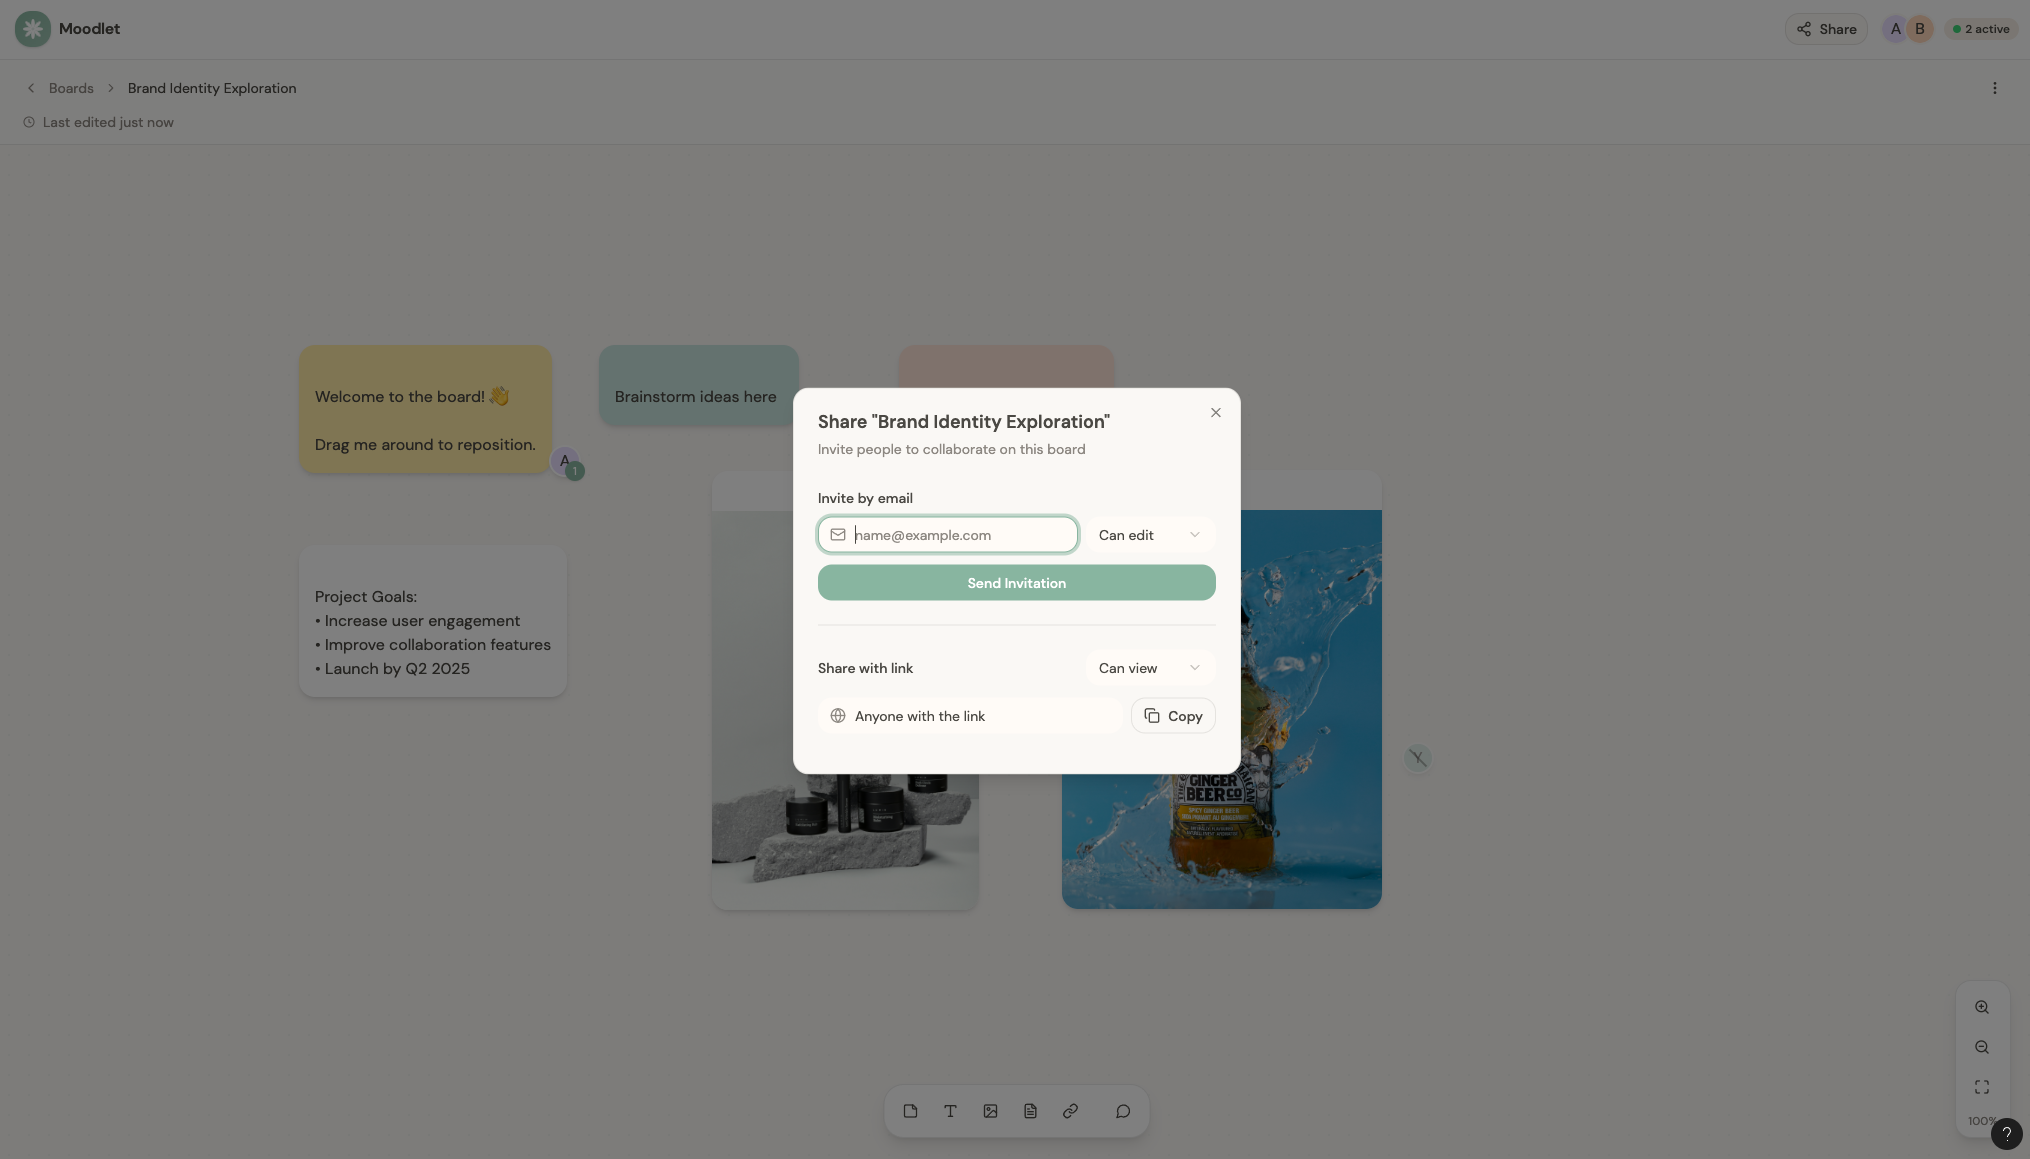 Moodlet
Share
A
B
2 active
Boards
Brand Identity Exploration
Last edited just now
Welcome to the board! 👋
Drag me around to reposition.
A
1
Brainstorm ideas here
Project Goals:
• Increase user engagement
• Improve collaboration features
• Launch by Q2 2025
Share "Brand Identity Exploration"
Invite people to collaborate on this board
Invite by email
name@example.com
Can edit
Send Invitation
Share with link
Can view
Anyone with the link
Copy
GINGER
BEER CO
SPICY GINGER BEER
Y
100%
?